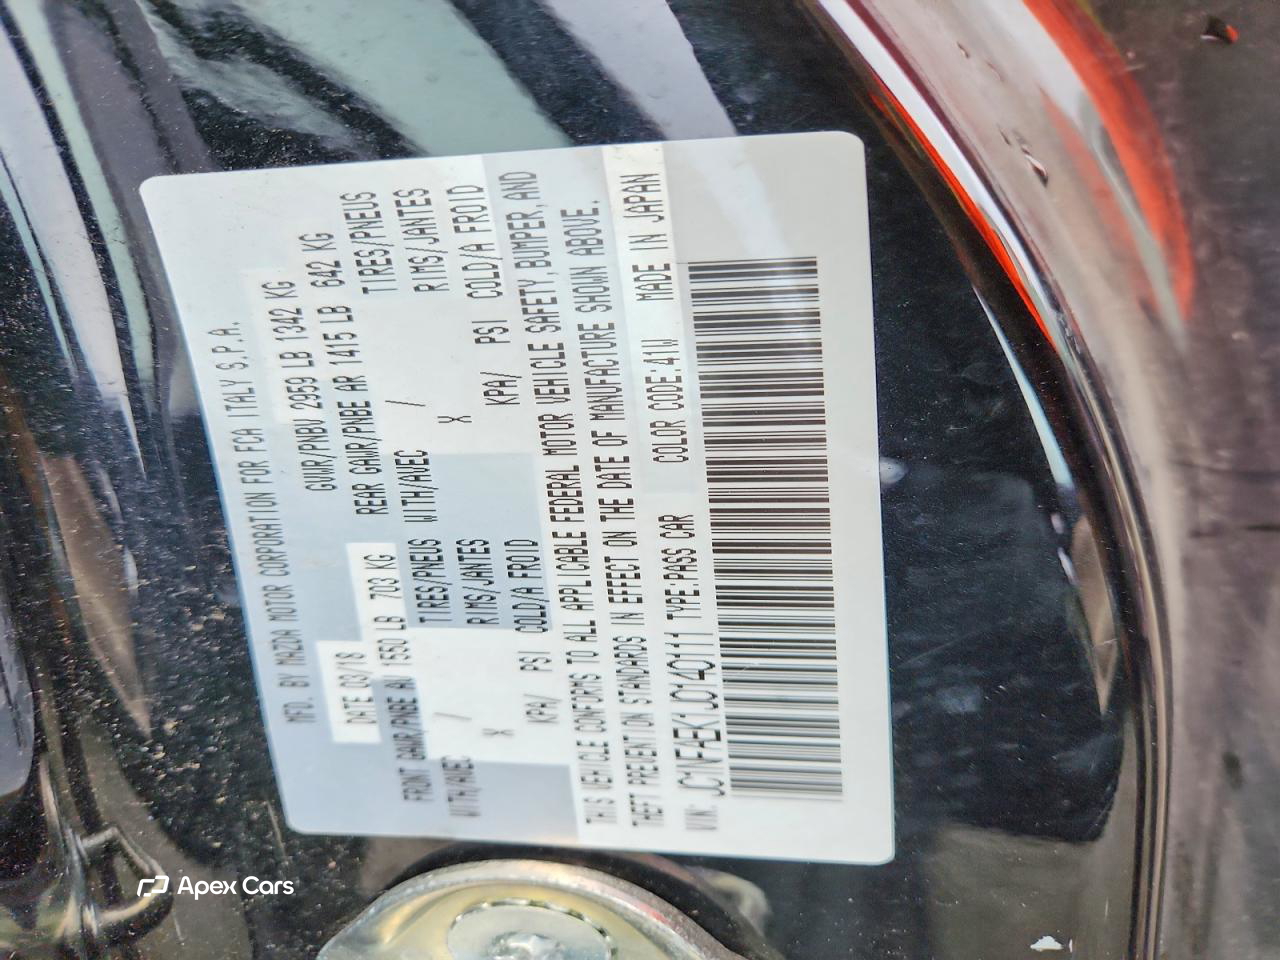 MFD. BY MAZDA MOTOR CORPORATION FOR FCA ITALY S.P.A.
DATE 03/18 GVWR/PNBV 2959 LB 1342 KG
FRONT GAWR/PNBE AV 1550 LB 703 KG REAR GAWR/PNBE AR 1415 LB 642 KG
WITH/AVEC / TIRES/PNEUS WITH/AVEC / TIRES/PNEUS
X RIMS/JANTES X RIMS/JANTES
KPA/ PSI COLD/A FROID KPA/ PSI COLD/A FROID
THIS VEHICLE CONFORMS TO ALL APPLICABLE FEDERAL MOTOR VEHICLE SAFETY, BUMPER, AND
THEFT PREVENTION STANDARDS IN EFFECT ON THE DATE OF MANUFACTURE SHOWN ABOVE.
VIN: JC1NFAEK1J0140111 TYPE:PASS CAR COLOR CODE:41W MADE IN JAPAN
Apex Cars